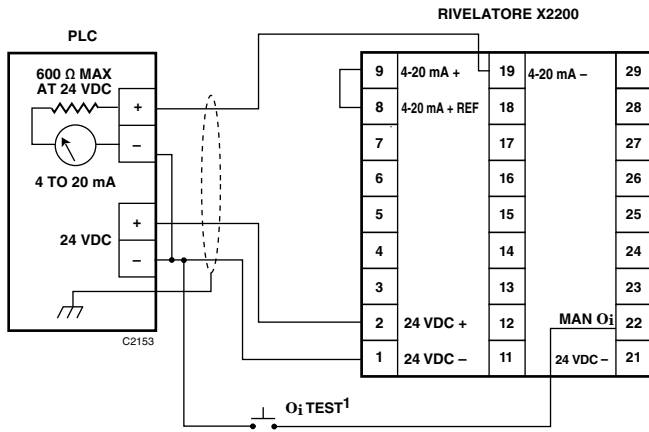 RIVELATORE X2200
PLC
600 Ω MAX
AT 24 VDC
+
–
4 TO 20 mA
24 VDC
+
–
C2153
9 4-20 mA + 19 4-20 mA – 29
8 4-20 mA + REF 18 28
7 17 27
6 16 26
5 15 25
4 14 24
3 13 23
2 24 VDC + 12 MAN Oi 22
1 24 VDC – 11 24 VDC – 21
Oi TEST1